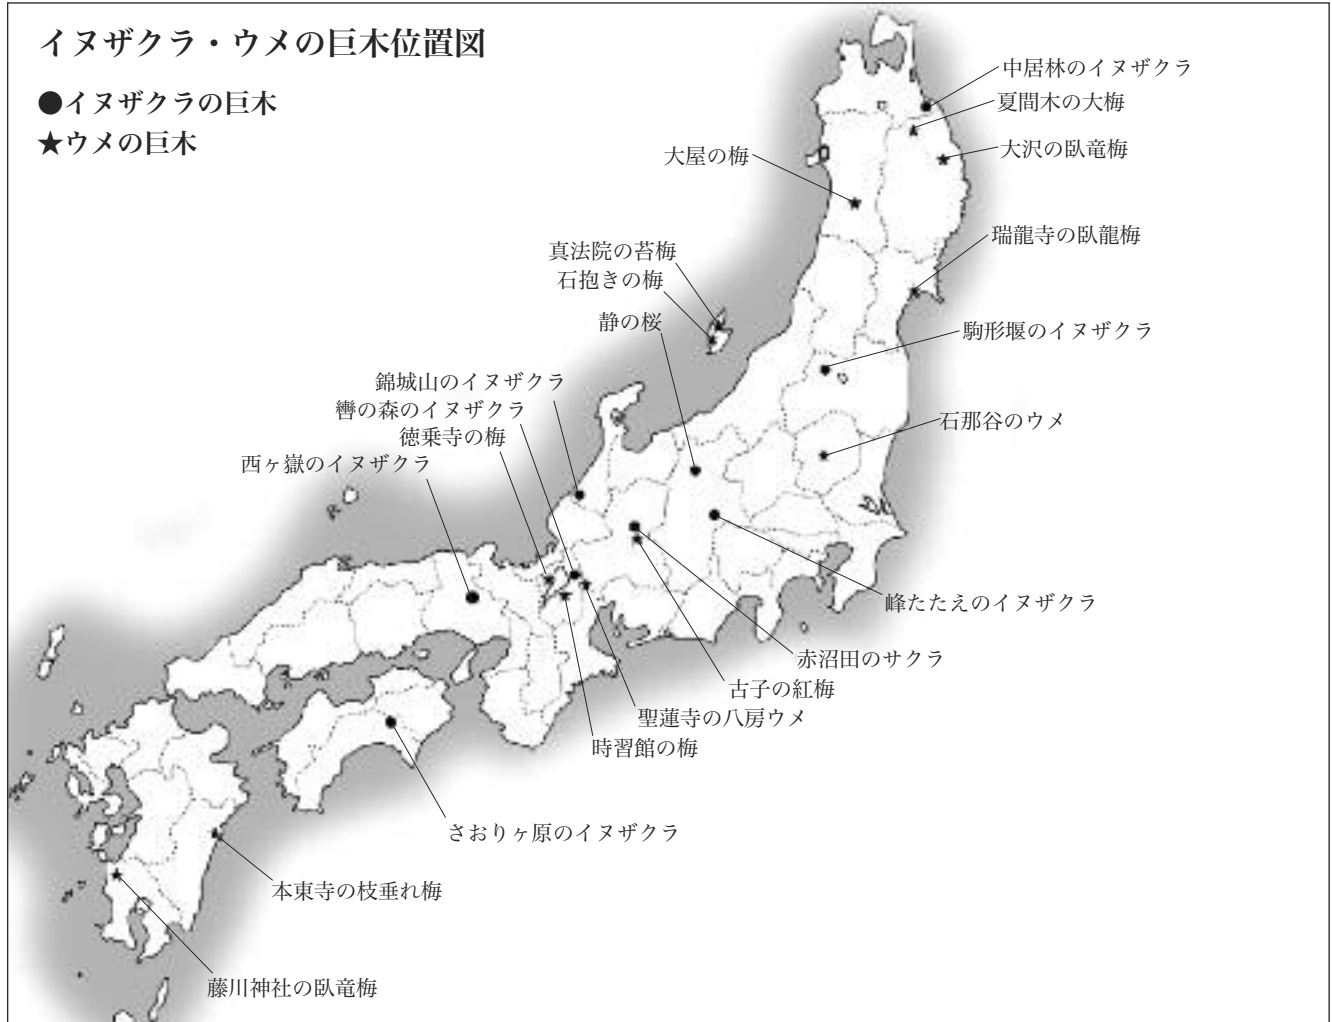 イヌザクラ・ウメの巨木位置図
●イヌザクラの巨木
★ウメの巨木
中居林のイヌザクラ
夏間木の大梅
大沢の臥竜梅
大屋の梅
瑞龍寺の臥龍梅
真法院の苔梅
石抱きの梅
静の桜
駒形堰のイヌザクラ
錦城山のイヌザクラ
轡の森のイヌザクラ
徳乗寺の梅
西ヶ嶽のイヌザクラ
石那谷のウメ
峰たたえのイヌザクラ
赤沼田のサクラ
古子の紅梅
聖蓮寺の八房ウメ
時習館の梅
さおりヶ原のイヌザクラ
本東寺の枝垂れ梅
藤川神社の臥竜梅